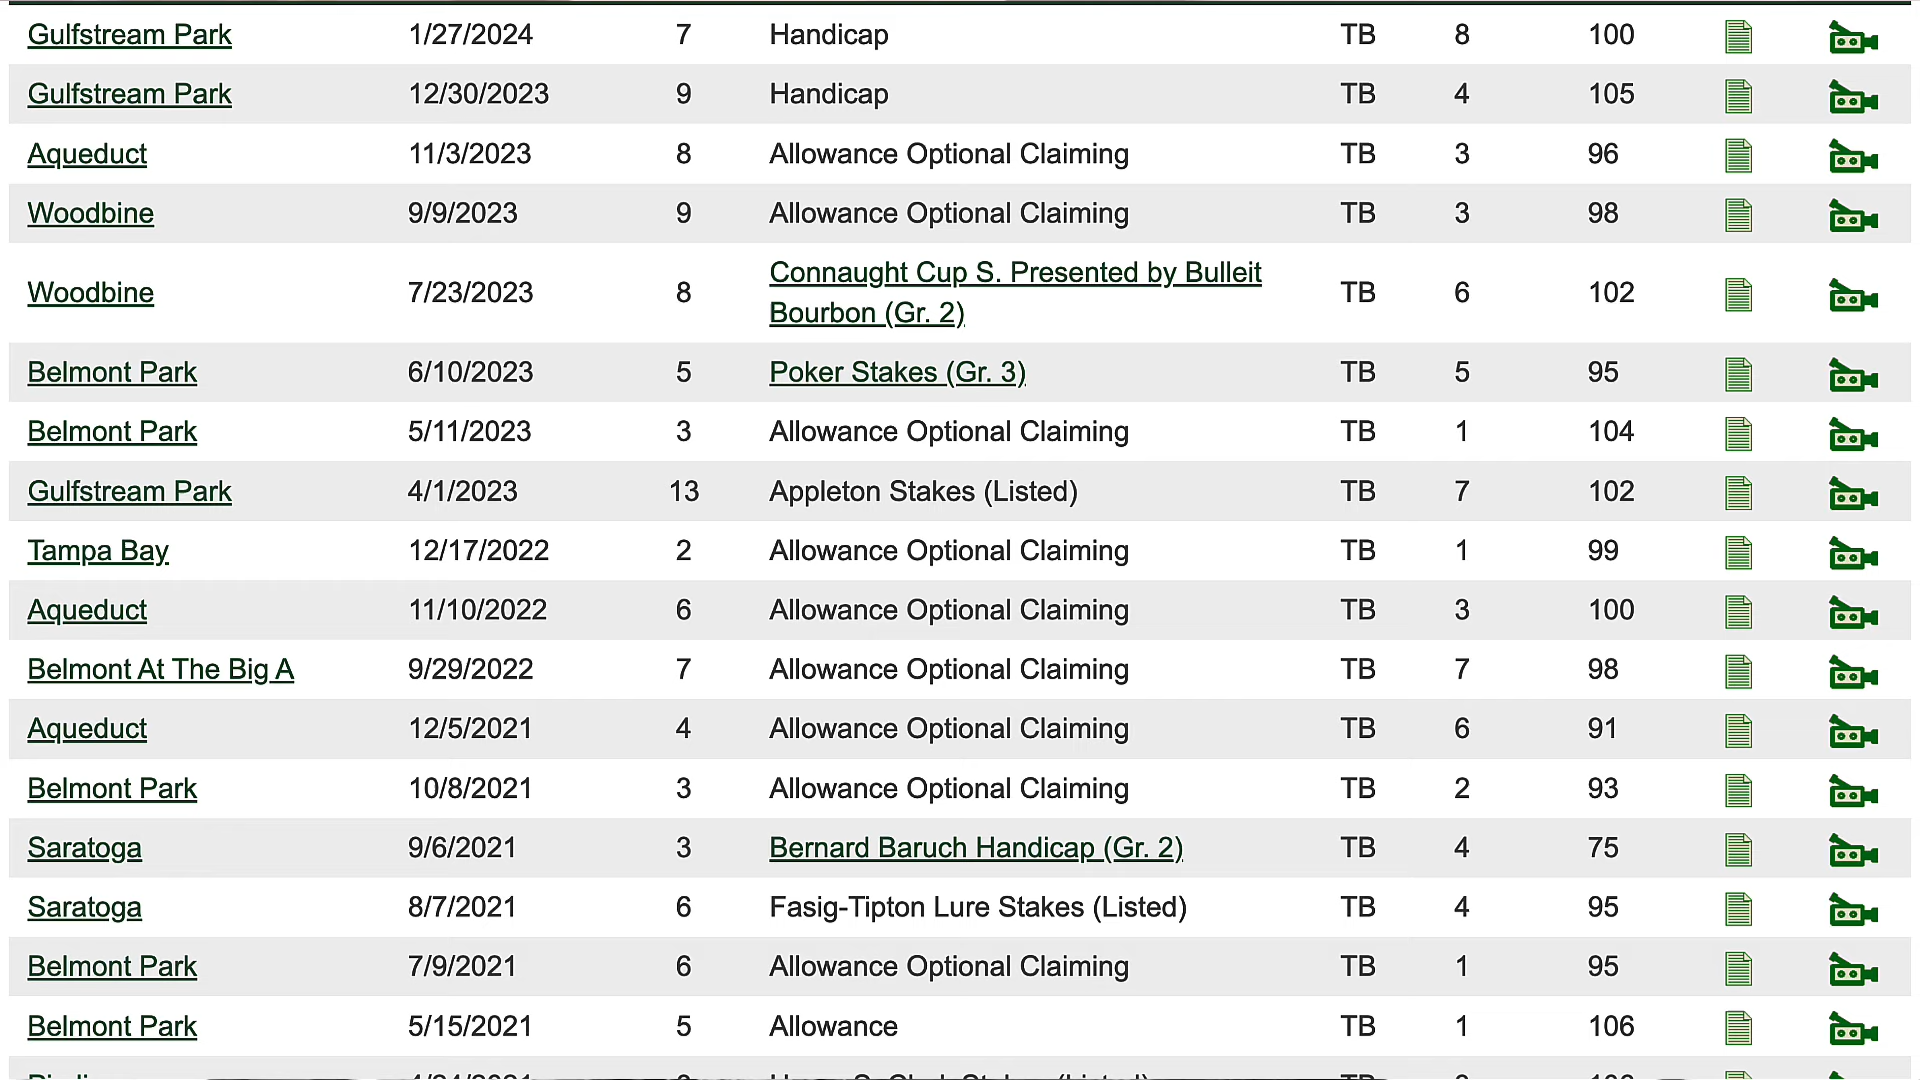 Gulfstream Park 1/27/2024 7 Handicap TB 8 100
Gulfstream Park 12/30/2023 9 Handicap TB 4 105
Aqueduct 11/3/2023 8 Allowance Optional Claiming TB 3 96
Woodbine 9/9/2023 9 Allowance Optional Claiming TB 3 98
Connaught Cup S. Presented by Bulleit
Woodbine 7/23/2023 8 Bourbon (Gr. 2) TB 6 102
Belmont Park 6/10/2023 5 Poker Stakes (Gr. 3) TB 5 95
Belmont Park 5/11/2023 3 Allowance Optional Claiming TB 1 104
Gulfstream Park 4/1/2023 13 Appleton Stakes (Listed) TB 7 102
Tampa Bay 12/17/2022 2 Allowance Optional Claiming TB 1 99
Aqueduct 11/10/2022 6 Allowance Optional Claiming TB 3 100
Belmont At The Big A 9/29/2022 7 Allowance Optional Claiming TB 7 98
Aqueduct 12/5/2021 4 Allowance Optional Claiming TB 6 91
Belmont Park 10/8/2021 3 Allowance Optional Claiming TB 2 93
Saratoga 9/6/2021 3 Bernard Baruch Handicap (Gr. 2) TB 4 75
Saratoga 8/7/2021 6 Fasig-Tipton Lure Stakes (Listed) TB 4 95
Belmont Park 7/9/2021 6 Allowance Optional Claiming TB 1 95
Belmont Park 5/15/2021 5 Allowance TB 1 106